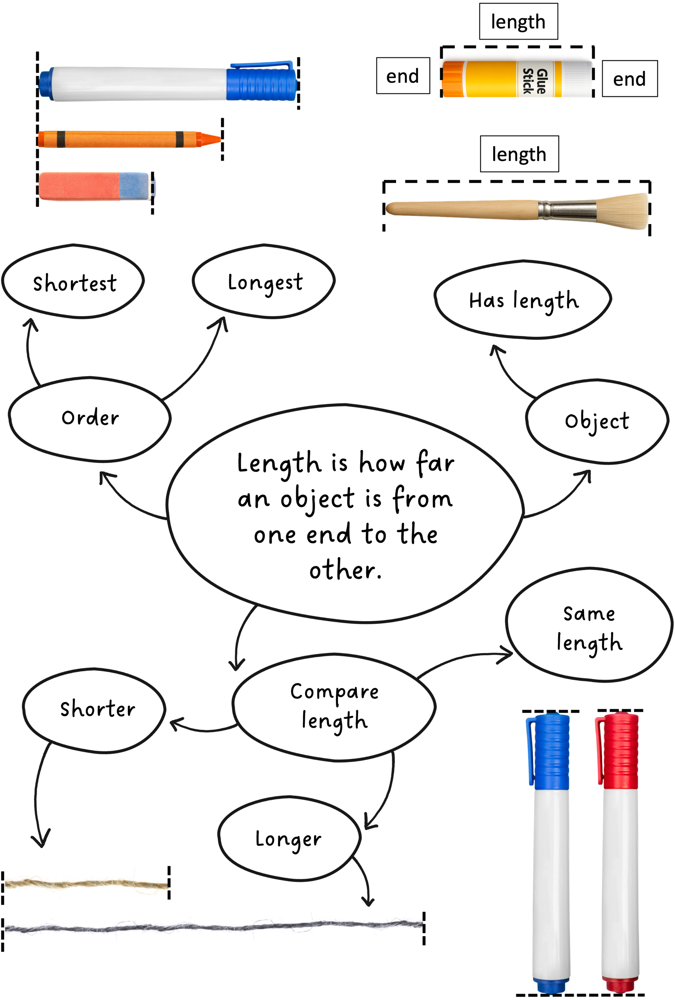 length
end
Glue
Stick
end
length
Shortest
Longest
Has length
Order
Object
Length is how far
an object is from
one end to the
other.
Same
length
Compare
length
Shorter
Longer